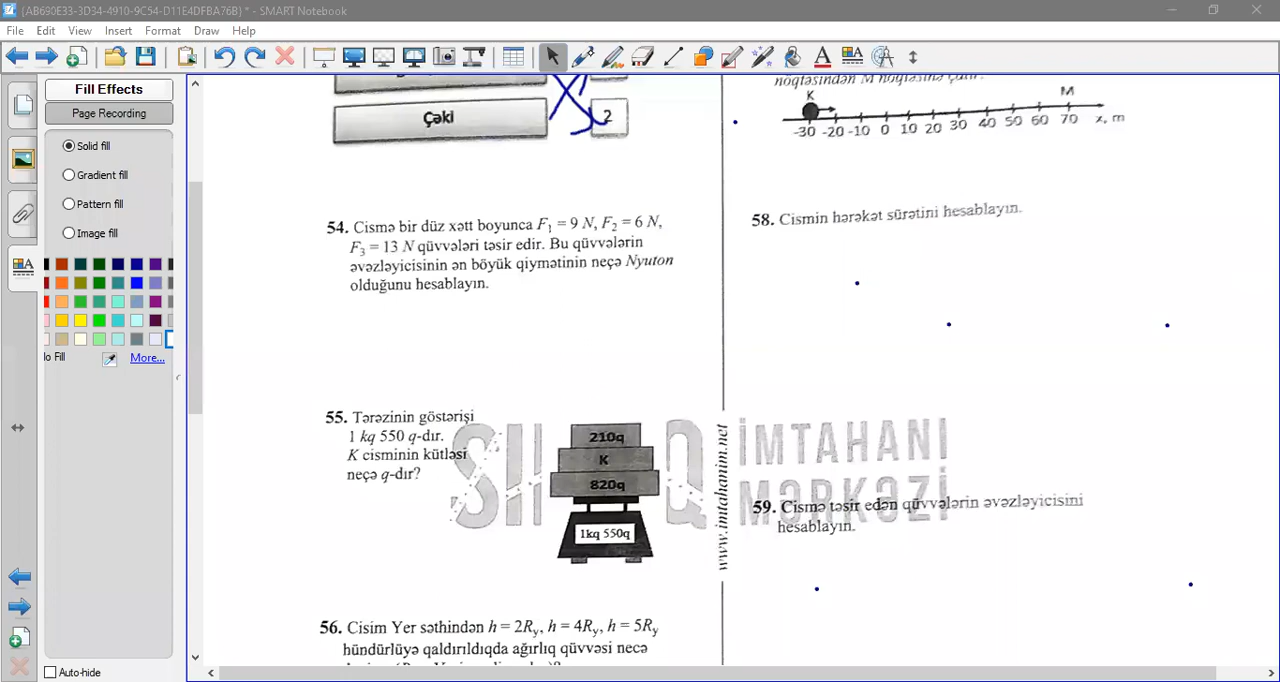 (AB690E33-3D34-4910-9C54-D11E4DFBA76B) * - SMART Notebook
File Edit View Insert Format Draw Help
Fill Effects
Page Recording
Solid fill
Gradient fill
Pattern fill
Image fill
lo Fill
More...
Auto-hide
Çəki
2
54. Cismə bir düz xətt boyunca F₁ = 9 N, F₂ = 6 N,
F₃ = 13 N qüvvələri təsir edir. Bu qüvvələrin
əvəzləyicisinin ən böyük qiymətinin neçə Nyuton
olduğunu hesablayın.
55. Tərəzinin göstərişi
1 kq 550 q-dır.
K cisminin kütləsi
neçə q-dır?
210q
K
820q
1kq 550q
56. Cisim Yer səthindən h = 2Rᵧ, h = 4Rᵧ, h = 5Rᵧ
hündürlüyə qaldırıldıqda ağırlıq qüvvəsi necə
www.imtahanim.net
nöqtəsindən M nöqtəsinə
K
M
-30 -20 -10 0 10 20 30 40 50 60 70 x, m
58. Cismin hərəkət sürətini hesablayın.
İMTAHANI
MƏRKƏZİ
59. Cismə təsir edən qüvvələrin əvəzləyicisini
hesablayın.